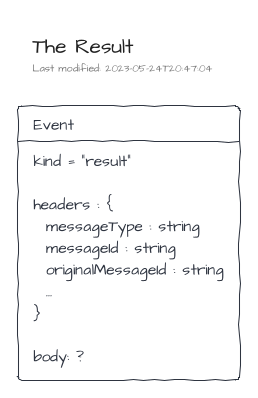 The Result
Last modified: 2023-05-24T20:47:04
Event
kind = "result"
headers : {
messageType : string
messageId : string
originalMessageId : string
...
}
body: ?